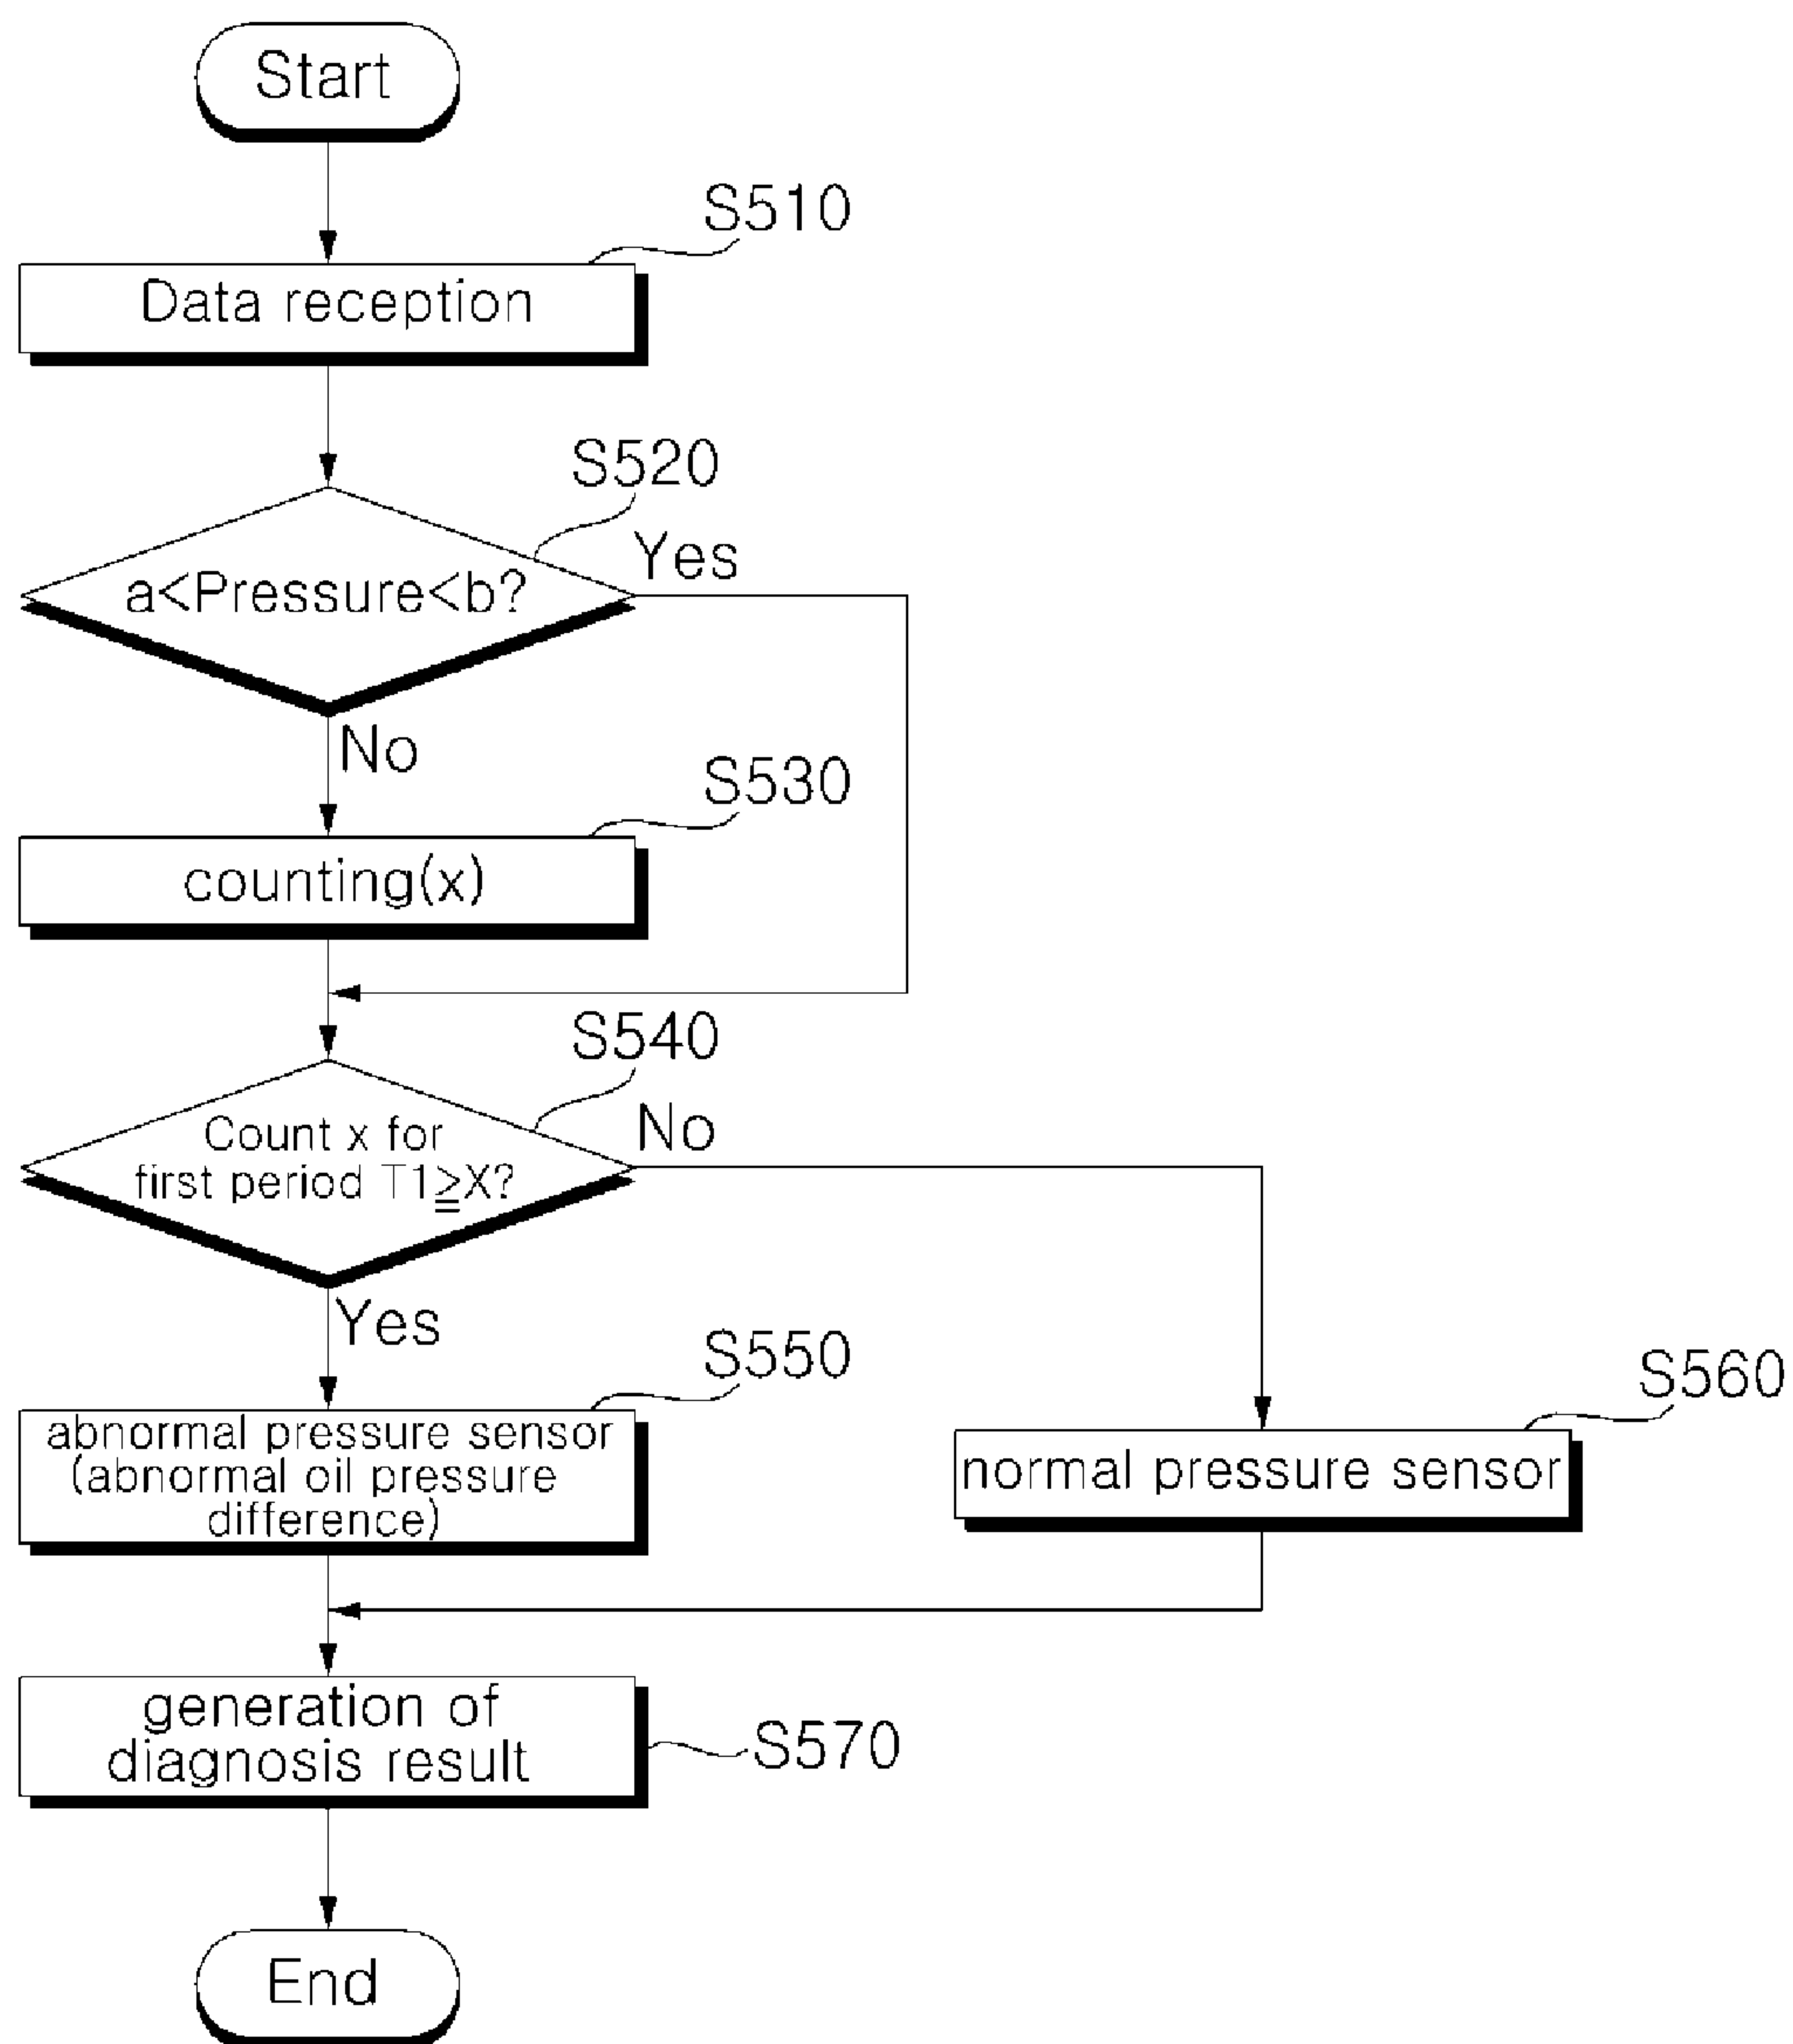 Start
S510
Data reception
S520
Yes
a<Pressure<b?
No
S530
counting(x)
S540
No
Count x for
first period T1≧X?
Yes
S550
abnormal pressure sensor
(abnormal oil pressure
difference)
S560
normal pressure sensor
generation of
diagnosis result
S570
End